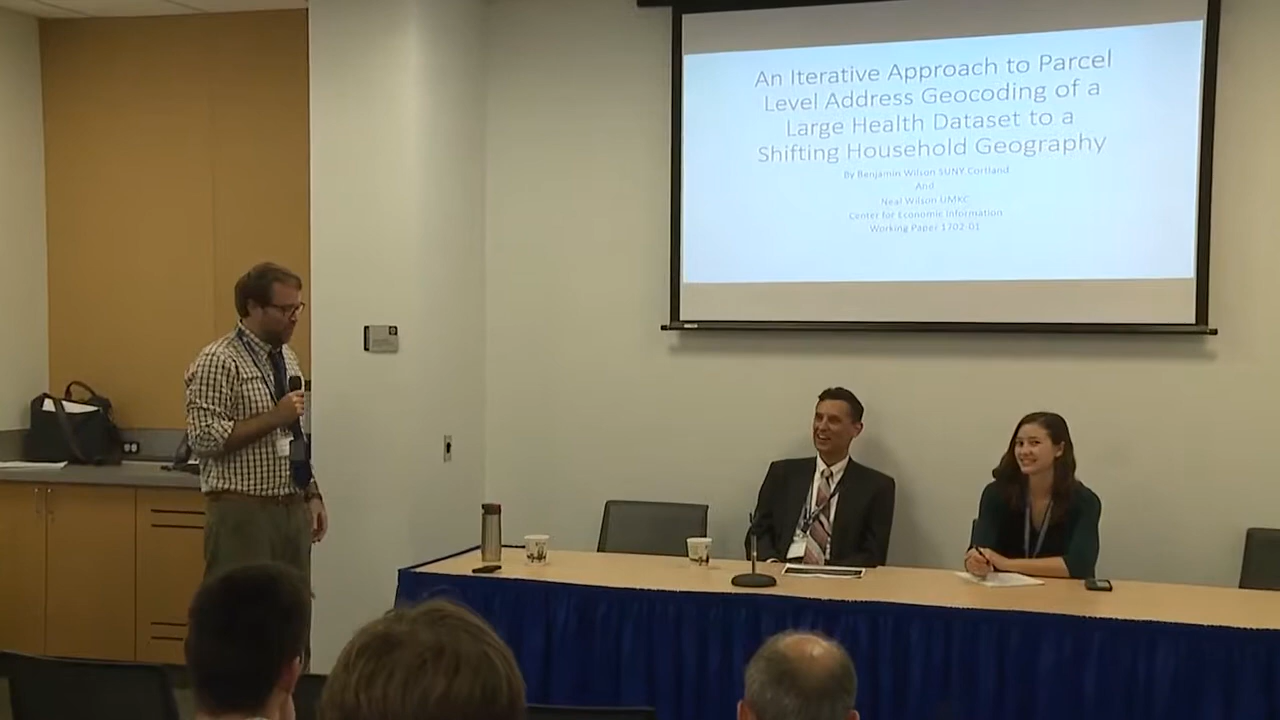 An Iterative Approach to Parcel
Level Address Geocoding of a
Large Health Dataset to a
Shifting Household Geography
By Benjamin Wilson SUNY Cortland
And
Neal Wilson UMKC
Center for Economic Information
Working Paper 1702-01